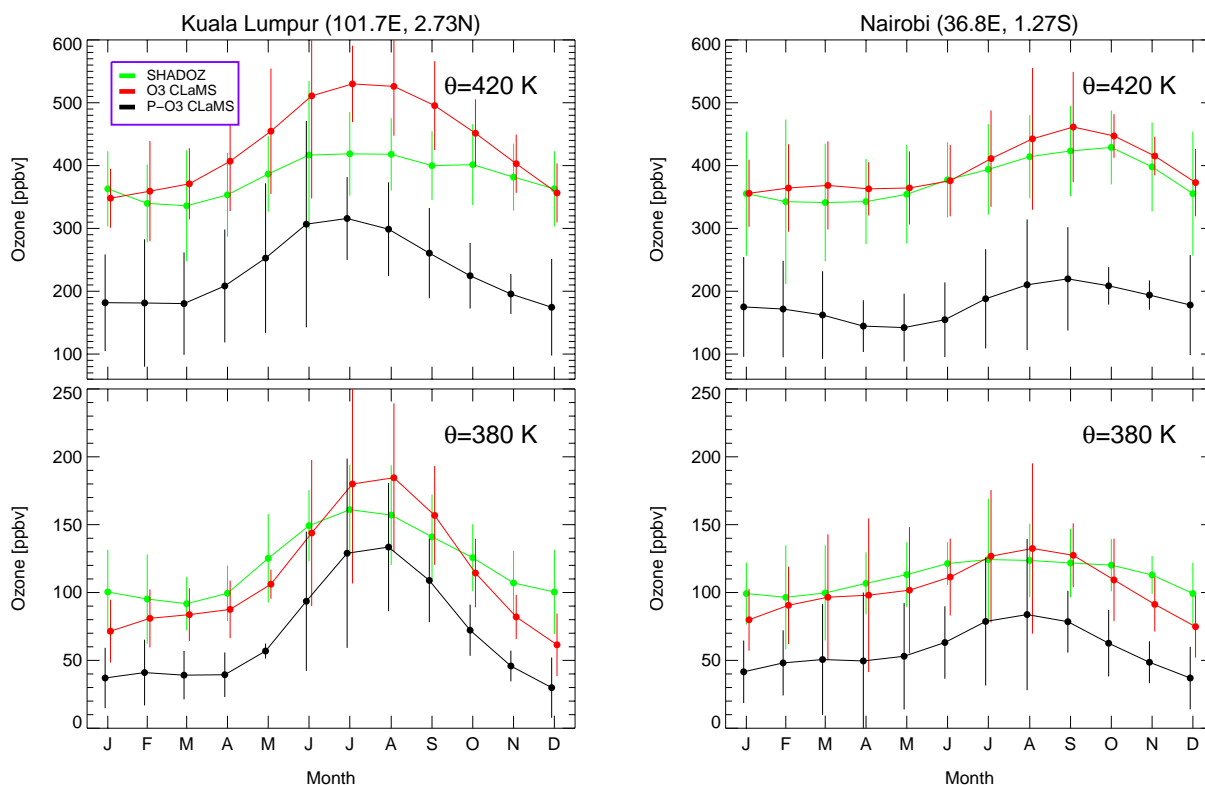 Kuala Lumpur (101.7E, 2.73N)
600
500
400
300
200
100
Ozone [ppbv]
SHADOZ
O3 CLaMS
P−O3 CLaMS
θ=420 K
250
200
150
100
50
0
Ozone [ppbv]
θ=380 K
J F M A M J J A S O N D
Month
Nairobi (36.8E, 1.27S)
600
500
400
300
200
100
Ozone [ppbv]
θ=420 K
250
200
150
100
50
0
Ozone [ppbv]
θ=380 K
J F M A M J J A S O N D
Month